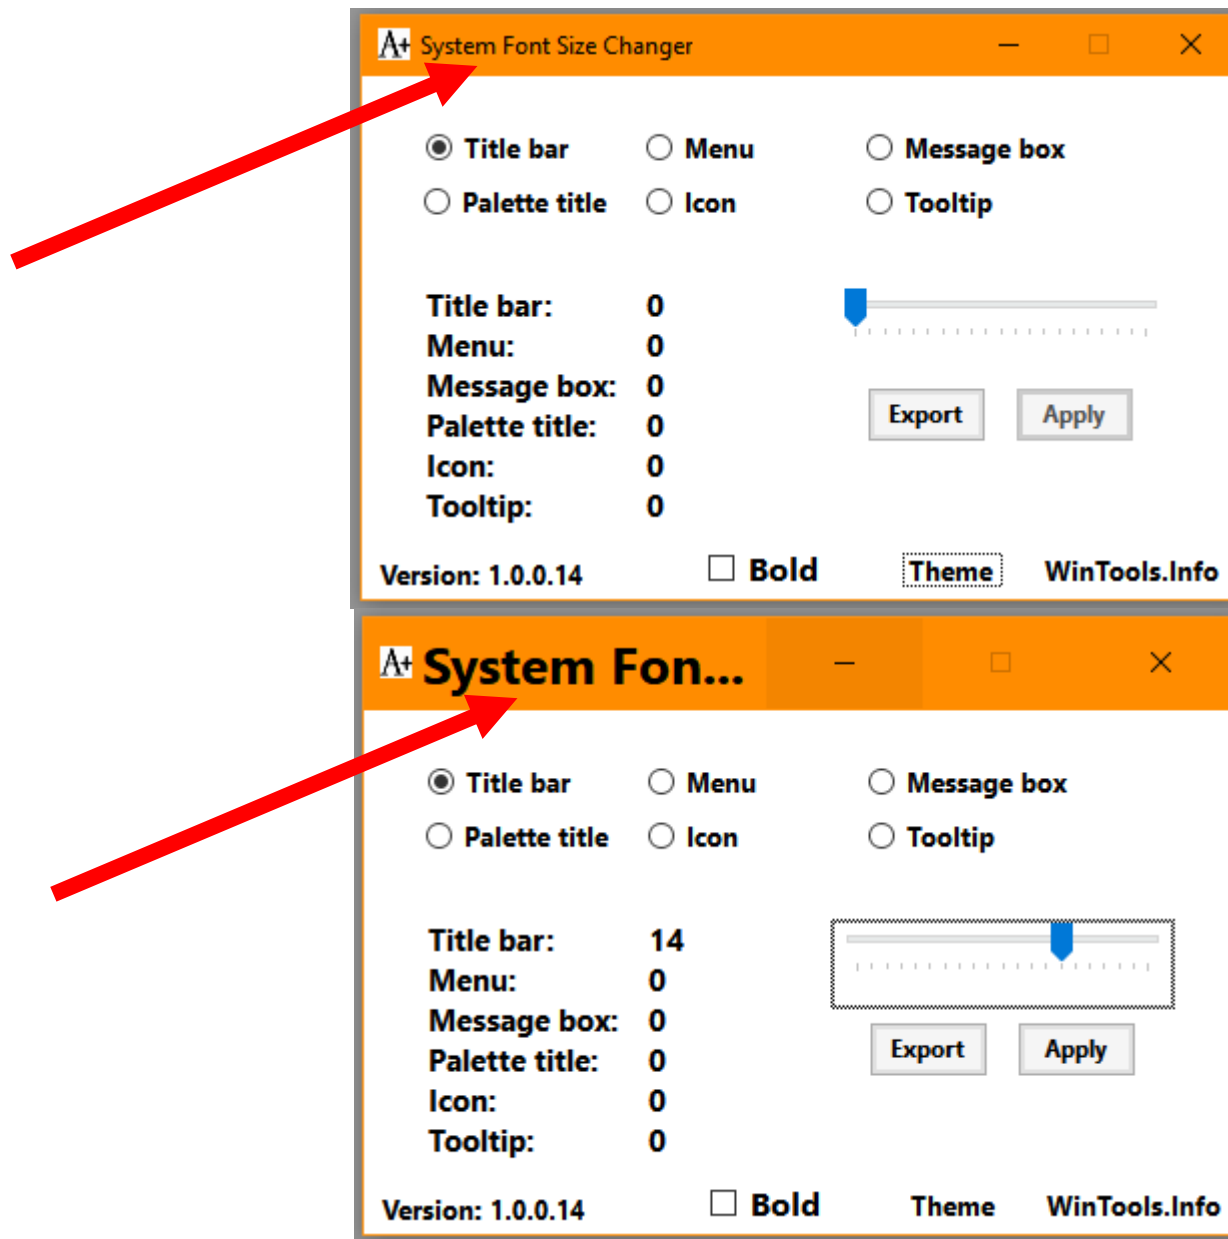 A+ System Font Size Changer
Title bar Menu Message box
Palette title Icon Tooltip
Title bar: 0
Menu: 0
Message box: 0
Palette title: 0
Icon: 0
Tooltip: 0
Export Apply
Version: 1.0.0.14 Bold Theme WinTools.Info
A+ System Fon...
Title bar Menu Message box
Palette title Icon Tooltip
Title bar: 14
Menu: 0
Message box: 0
Palette title: 0
Icon: 0
Tooltip: 0
Export Apply
Version: 1.0.0.14 Bold Theme WinTools.Info